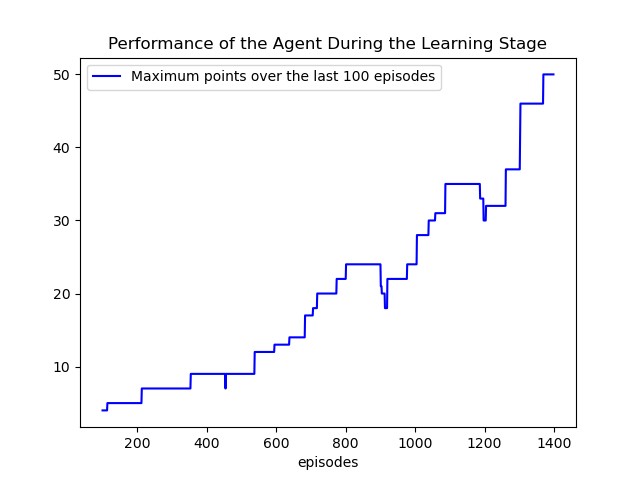 Performance of the Agent During the Learning Stage
Maximum points over the last 100 episodes
50
40
30
20
10
200 400 600 800 1000 1200 1400
episodes